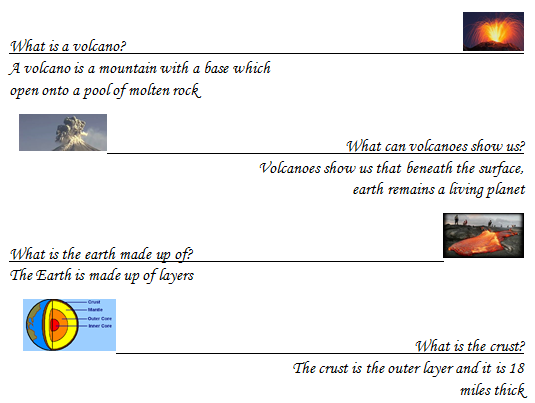 What is a volcano?
A volcano is a mountain with a base which
open onto a pool of molten rock
What can volcanoes show us?
Volcanoes show us that beneath the surface,
earth remains a living planet
What is the earth made up of?
The Earth is made up of layers
Crust
Mantle
Outer Core
Inner Core
What is the crust?
The crust is the outer layer and it is 18
miles thick